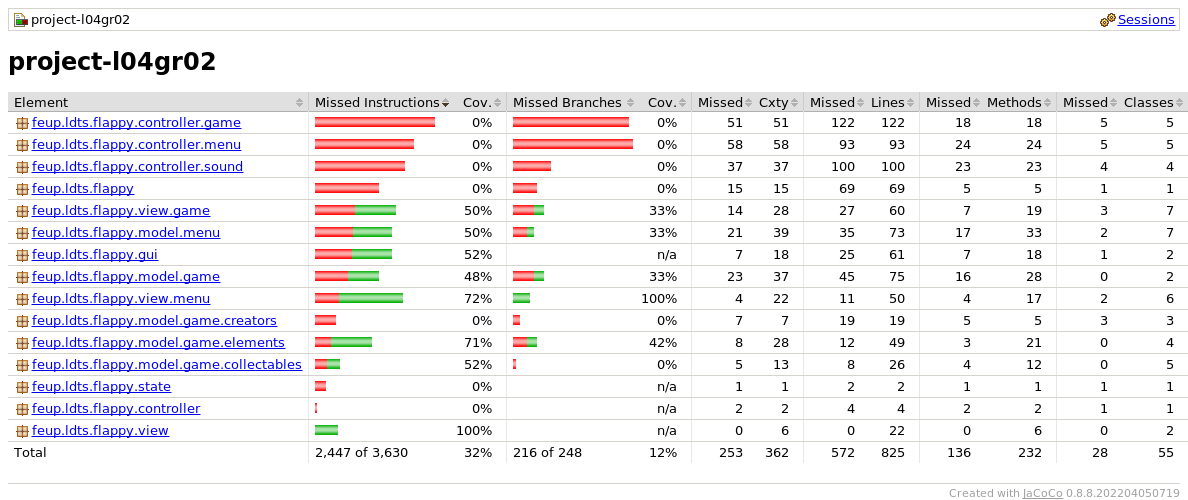 project-l04gr02 Sessions
project-l04gr02
Element Missed Instructions Cov. Missed Branches Cov. Missed Cxty Missed Lines Missed Methods Missed Classes
feup.ldts.flappy.controller.game 0% 0% 51 51 122 122 18 18 5 5
feup.ldts.flappy.controller.menu 0% 0% 58 58 93 93 24 24 5 5
feup.ldts.flappy.controller.sound 0% 0% 37 37 100 100 23 23 4 4
feup.ldts.flappy 0% 0% 15 15 69 69 5 5 1 1
feup.ldts.flappy.view.game 50% 33% 14 28 27 60 7 19 3 7
feup.ldts.flappy.model.menu 50% 33% 21 39 35 73 17 33 2 7
feup.ldts.flappy.gui 52% n/a 7 18 25 61 7 18 1 2
feup.ldts.flappy.model.game 48% 33% 23 37 45 75 16 28 0 2
feup.ldts.flappy.view.menu 72% 100% 4 22 11 50 4 17 2 6
feup.ldts.flappy.model.game.creators 0% 0% 7 7 19 19 5 5 3 3
feup.ldts.flappy.model.game.elements 71% 42% 8 28 12 49 3 21 0 4
feup.ldts.flappy.model.game.collectables 52% 0% 5 13 8 26 4 12 0 5
feup.ldts.flappy.state 0% n/a 1 1 2 2 1 1 1 1
feup.ldts.flappy.controller 0% n/a 2 2 4 4 2 2 1 1
feup.ldts.flappy.view 100% n/a 0 6 0 22 0 6 0 2
Total 2,447 of 3,630 32% 216 of 248 12% 253 362 572 825 136 232 28 55
Created with JaCoCo 0.8.8.202204050719